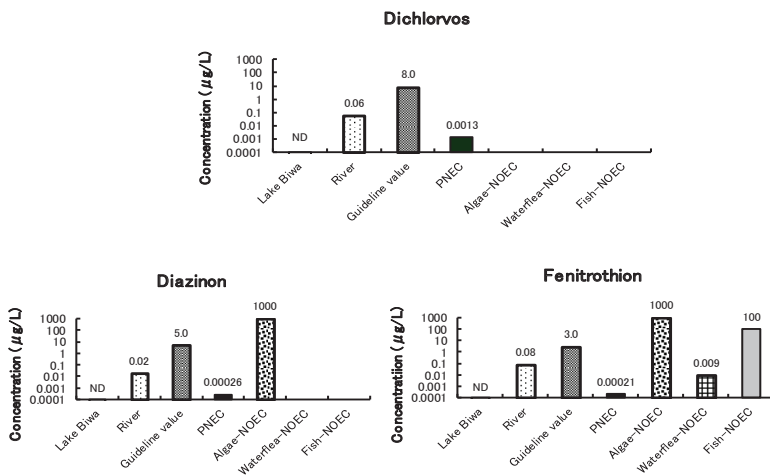 Dichlorvos
Concentration (μg/L)
1000
100
10
1
0.1
0.01
0.001
0.0001
ND
0.06
8.0
0.0013
Lake Biwa
River
Guideline value
PNEC
Algae-NOEC
Waterflea-NOEC
Fish-NOEC
Diazinon
Concentration (μg/L)
1000
100
10
1
0.1
0.01
0.001
0.0001
ND
0.02
5.0
0.00026
1000
Lake Biwa
River
Guideline value
PNEC
Algae-NOEC
Waterflea-NOEC
Fish-NOEC
Fenitrothion
Concentratiion (μg/L)
1000
100
10
1
0.1
0.01
0.001
0.0001
ND
0.08
3.0
0.00021
1000
0.009
100
Lake Biwa
River
Guideline value
PNEC
Algae-NOEC
Waterflea-NOEC
Fish-NOEC